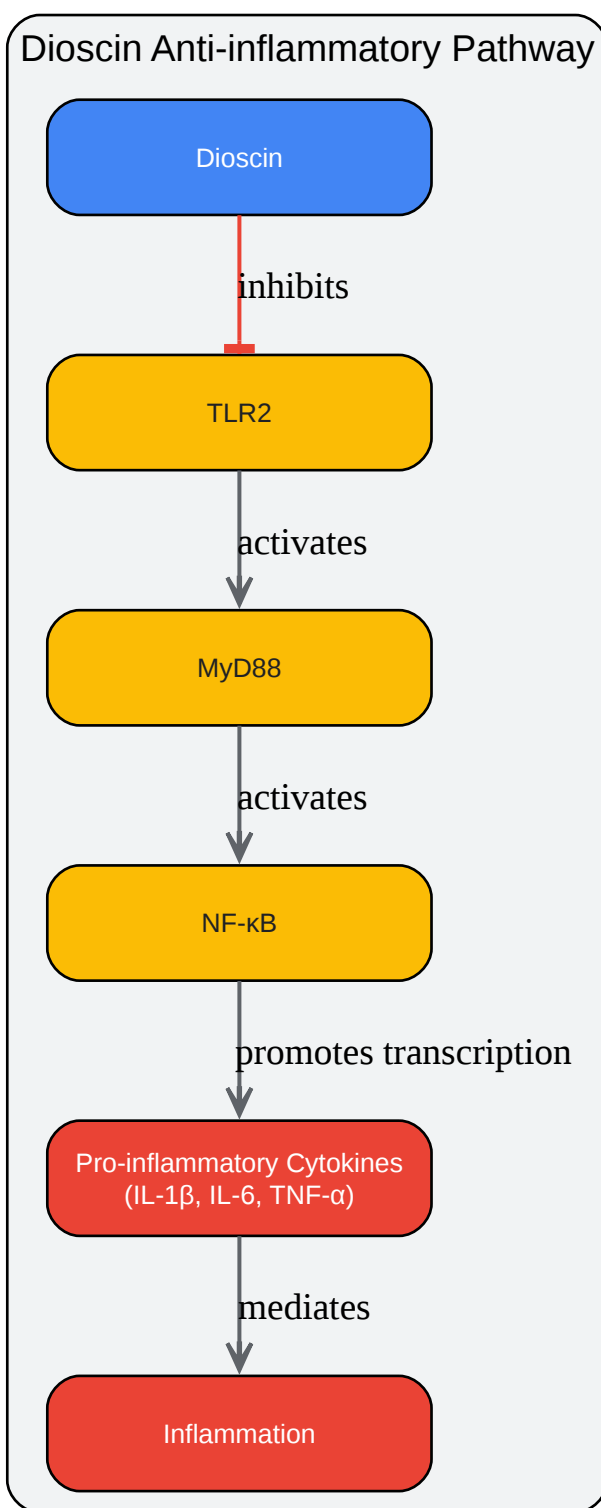 Dioscin Anti-inflammatory Pathway
Dioscin
inhibits
TLR2
activates
MyD88
activates
NF-κB
promotes transcription
Pro-inflammatory Cytokines
(IL-1β, IL-6, TNF-α)
mediates
Inflammation